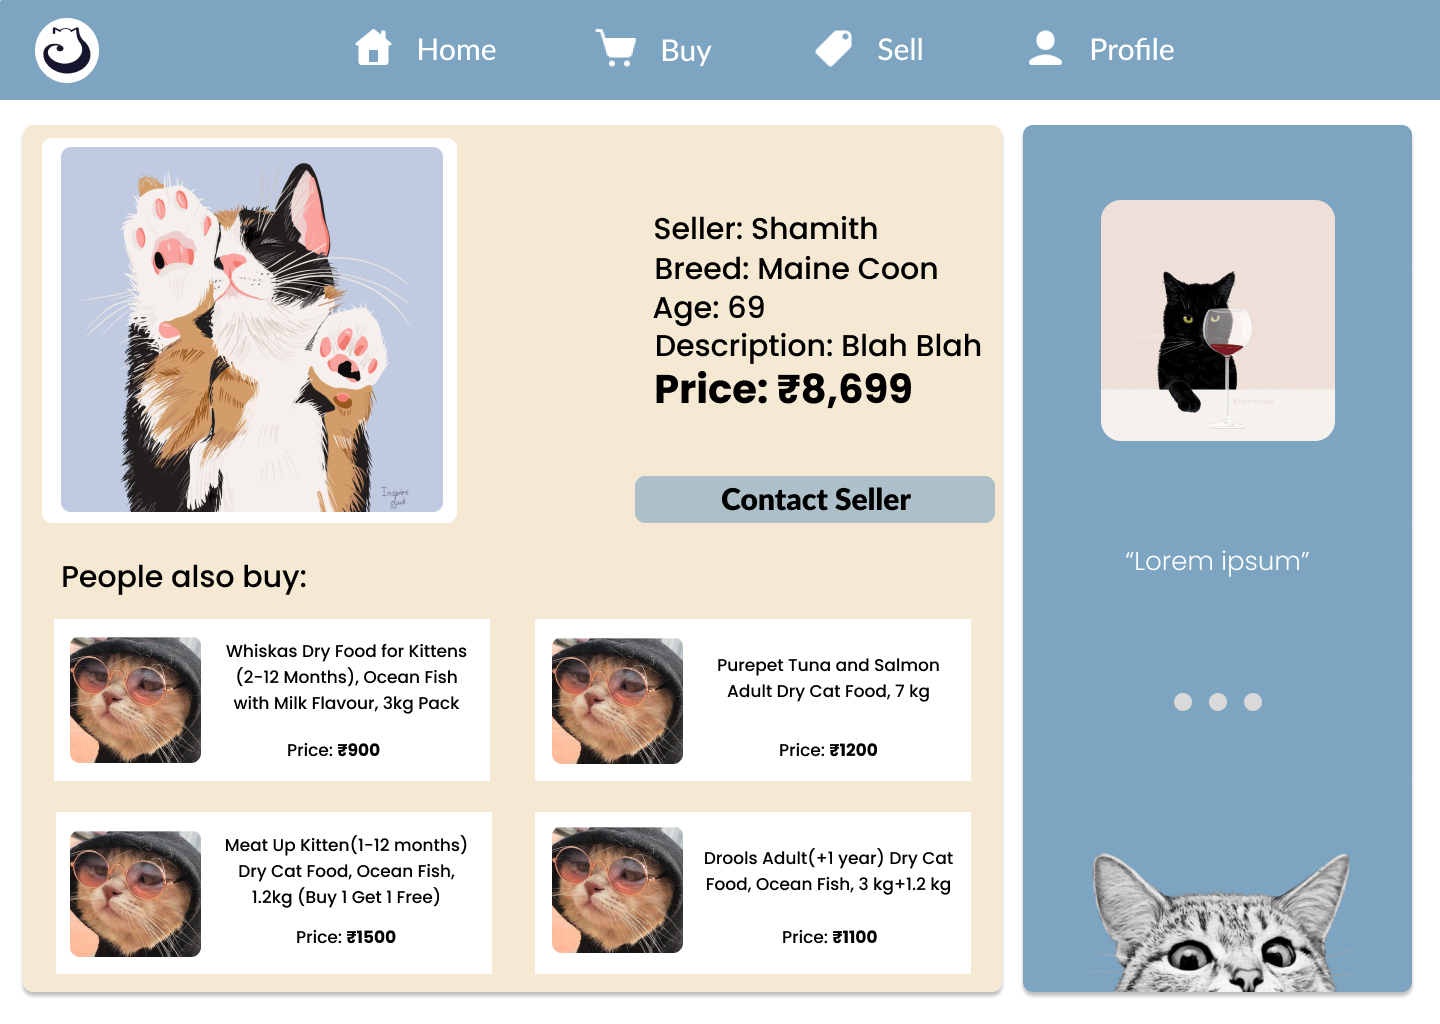 Home
Buy
Sell
Profile
Seller: Shamith
Breed: Maine Coon
Age: 69
Description: Blah Blah
Price: ₹8,699
Inspire
Contact Seller
People also buy:
Whiskas Dry Food for Kittens
(2-12 Months), Ocean Fish
with Milk Flavour, 3kg Pack
Price: ₹900
Purepet Tuna and Salmon
Adult Dry Cat Food, 7 kg
Price: ₹1200
Meat Up Kitten(1-12 months)
Dry Cat Food, Ocean Fish,
1.2kg (Buy 1 Get 1 Free)
Price: ₹1500
Drools Adult(+1 year) Dry Cat
Food, Ocean Fish, 3 kg+1.2 kg
Price: ₹1100
“Lorem ipsum”